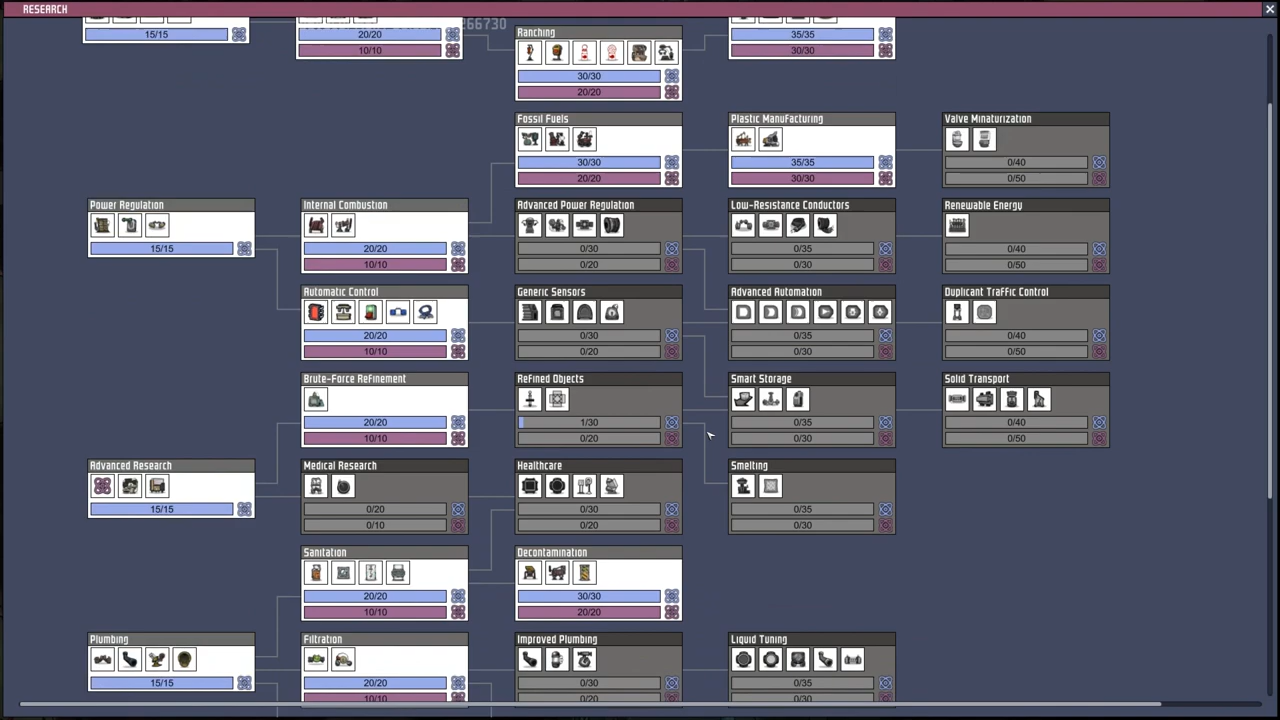 RESEARCH
266730
15/15
20/20
10/10
Ranching
30/30
20/20
35/35
30/30
Fossil Fuels
30/30
20/20
Plastic Manufacturing
35/35
30/30
Valve Minaturization
0/40
0/50
Power Regulation
15/15
Internal Combustion
20/20
10/10
Advanced Power Regulation
0/30
0/20
Low-Resistance Conductors
0/35
0/30
Renewable Energy
0/40
0/50
Automatic Control
20/20
10/10
Generic Sensors
0/30
0/20
Advanced Automation
0/35
0/30
Duplicant Traffic Control
0/40
0/50
Brute-Force Refinement
20/20
10/10
Refined Objects
1/30
0/20
Smart Storage
0/35
0/30
Solid Transport
0/40
0/50
Advanced Research
15/15
Medical Research
0/20
0/10
Healthcare
0/30
0/20
Smelting
0/35
0/30
Sanitation
20/20
10/10
Decontamination
30/30
20/20
Plumbing
15/15
Filtration
20/20
10/10
Improved Plumbing
0/30
0/20
Liquid Tuning
0/35
0/30